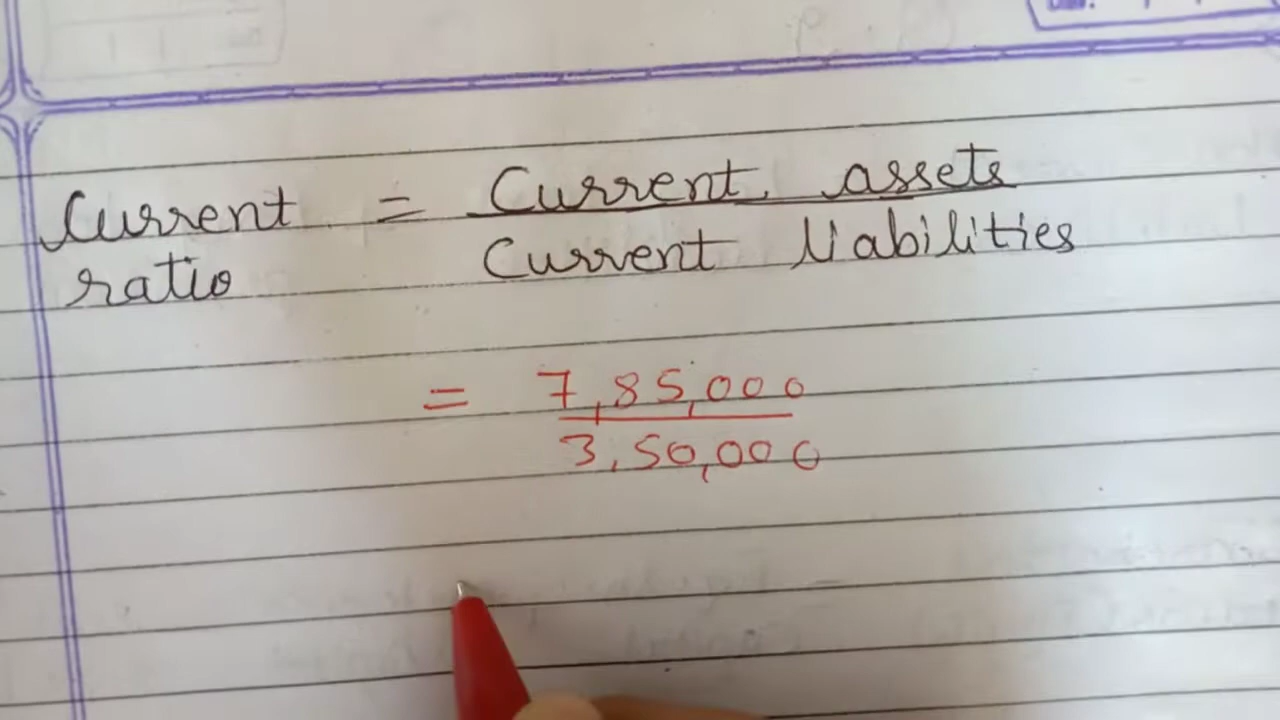 Current = Current assets
ratio Current liabilities
= 7,85,000
3,50,000